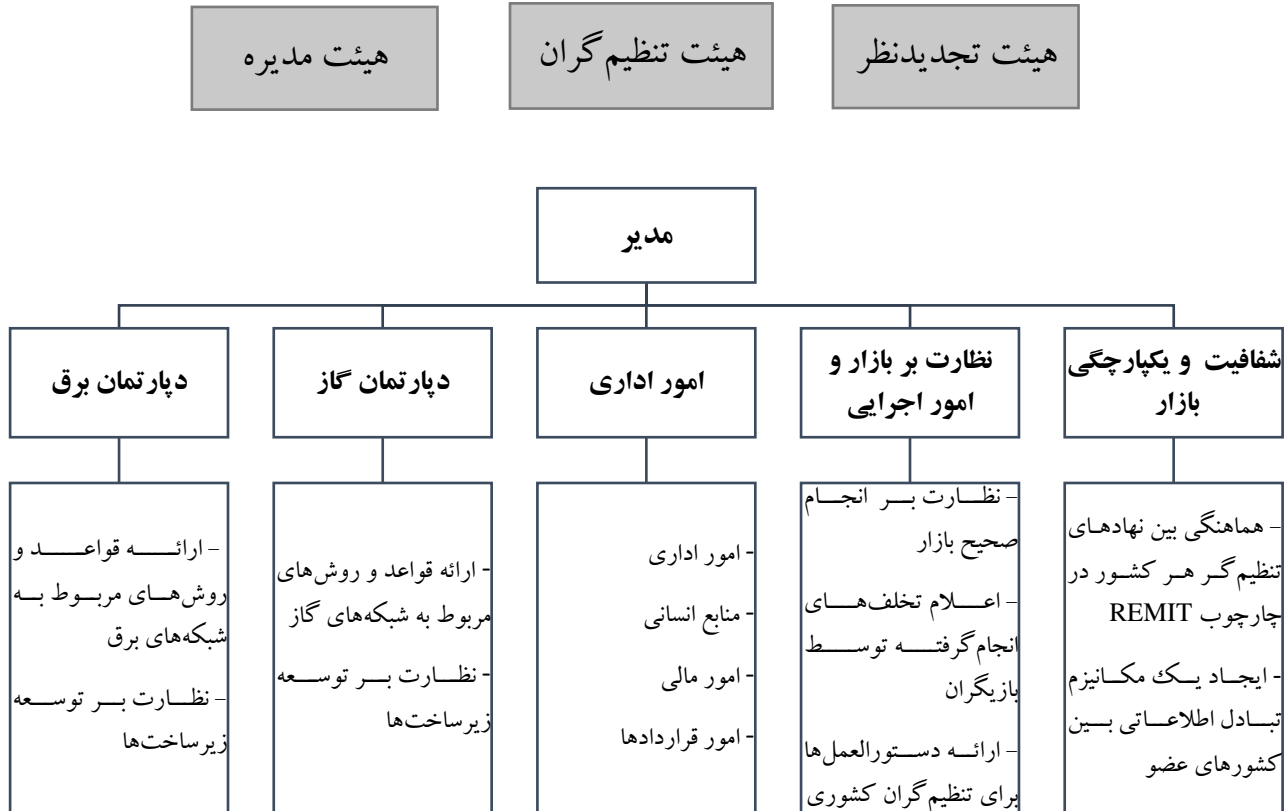 هیئت تجدیدنظر
هیئت تنظیم‌گران
هیئت مدیره
مدیر
شفافیت و یکپارچگی
بازار
نظارت بر بازار و
امور اجرایی
امور اداری
دپارتمان گاز
دپارتمان برق
– هماهنگی بین نهادهای
تنظیم‌گر هر کشور در
چارچوب REMIT
- ایجاد یک مکانیزم
تبادل اطلاعاتی بین
کشورهای عضو
– نظارت بر انجام
صحیح بازار
– اعلام تخلف‌های
انجام‌گرفته توسط
بازیگران
– ارائه دستورالعمل‌ها
برای تنظیم‌گران کشوری
- امور اداری
- منابع انسانی
- امور مالی
- امور قراردادها
- ارائه قواعد و روش‌های
مربوط به شبکه‌های گاز
- نظارت بر توسعه
زیرساخت‌ها
– ارائه قواعد و
روش‌های مربوط به
شبکه‌های برق
– نظارت بر توسعه
زیرساخت‌ها